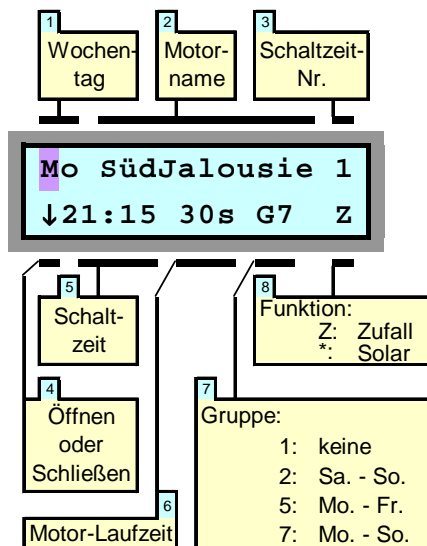 1
Wochen-
tag
2
Motor-
name
3
Schaltzeit-
Nr.
Mo SüdJalousie 1
↓21:15 30s G7 Z
5
Schalt-
zeit
8
Funktion:
Z: Zufall
*: Solar
4
Öffnen
oder
Schließen
7
Gruppe:
1: keine
2: Sa. - So.
5: Mo. - Fr.
7: Mo. - So.
6
Motor-Laufzeit